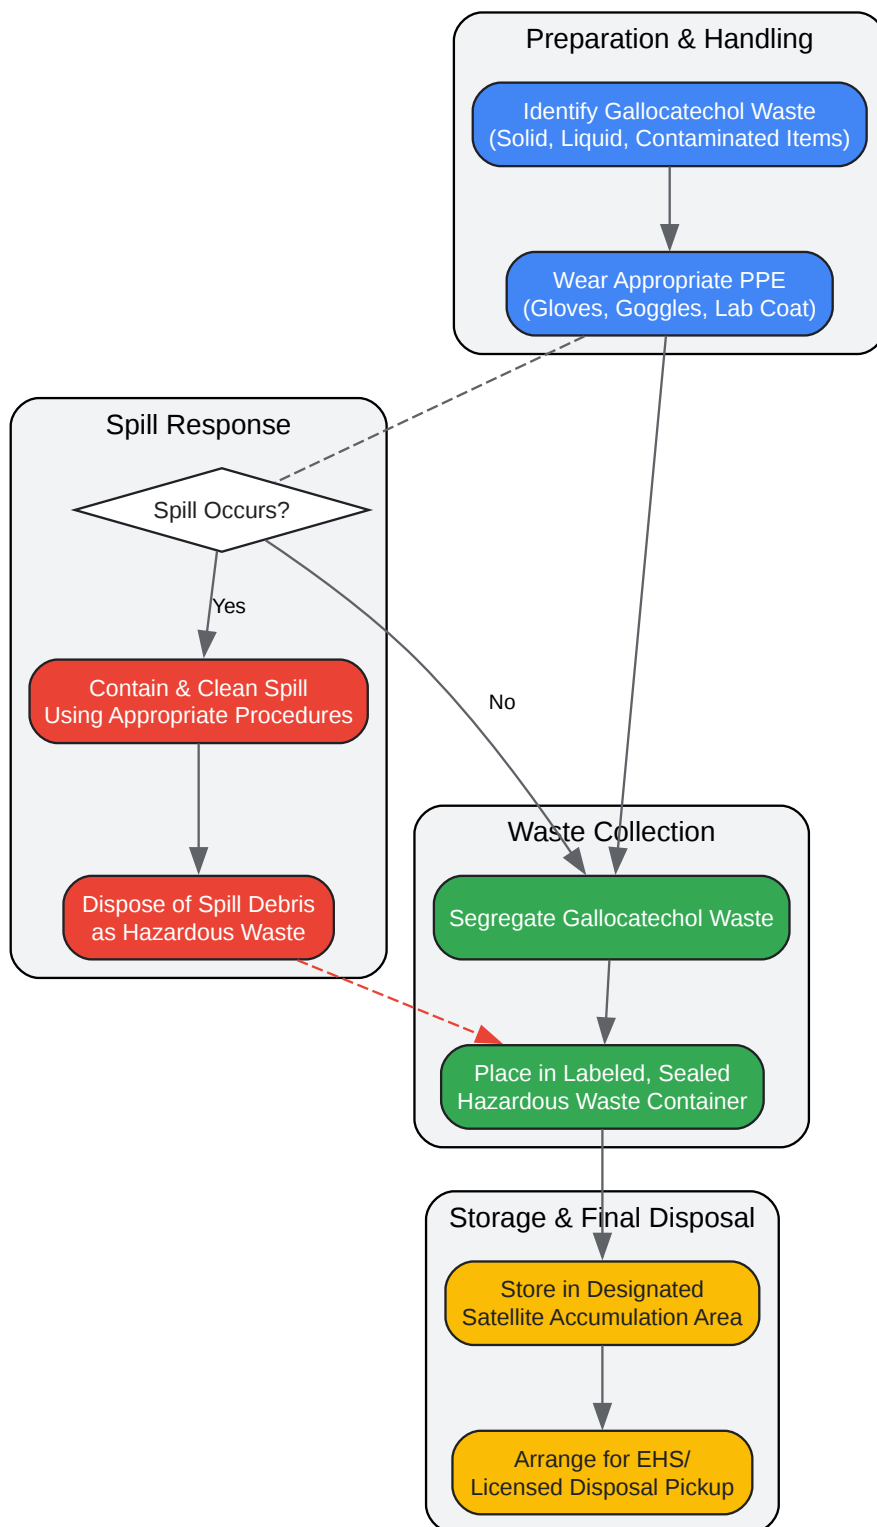 Preparation & Handling
Identify Gallocatechol Waste
(Solid, Liquid, Contaminated Items)
Wear Appropriate PPE
(Gloves, Goggles, Lab Coat)
Spill Response
Spill Occurs?
Yes
Contain & Clean Spill
Using Appropriate Procedures
No
Dispose of Spill Debris
as Hazardous Waste
Waste Collection
Segregate Gallocatechol Waste
Place in Labeled, Sealed
Hazardous Waste Container
Storage & Final Disposal
Store in Designated
Satellite Accumulation Area
Arrange for EHS/
Licensed Disposal Pickup